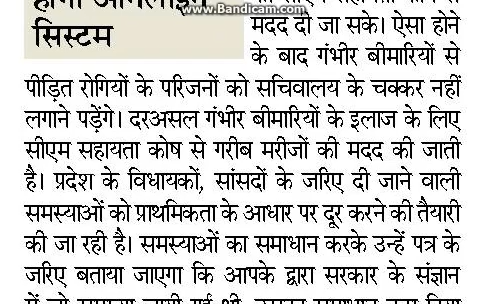 होगा ऑनलाइन
सिस्टम
www.Bandicam.com
मदद दी जा सके। ऐसा होने
के बाद गंभीर बीमारियों से
पीड़ित रोगियों के परिजनों को सचिवालय के चक्कर नहीं
लगाने पड़ेंगे। दरअसल गंभीर बीमारियों के इलाज के लिए
सीएम सहायता कोष से गरीब मरीजों की मदद की जाती
है। प्रदेश के विधायकों, सांसदों के जरिए दी जाने वाली
समस्याओं को प्राथमिकता के आधार पर दूर करने की तैयारी
की जा रही है। समस्याओं का समाधान करके उन्हें पत्र के
जरिए बताया जाएगा कि आपके द्वारा सरकार के संज्ञान